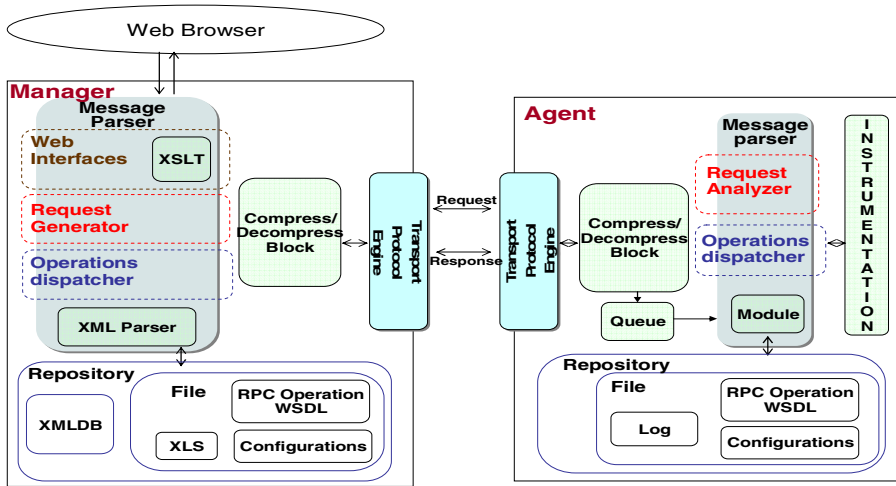 Web Browser
Manager
Message
Parser
Web
Interfaces
XSLT
Request
Generator
Operations
dispatcher
XML Parser
Compress/
Decompress
Block
Transport
Protocol
Engine
Request
Response
Repository
XMLDB
File
XLS
RPC Operation
WSDL
Configurations
Agent
Transport
Protocol
Engine
Compress/
Decompress
Block
Queue
Message
parser
Request
Analyzer
Operations
dispatcher
Module
INSTRUMENTATION
Repository
File
Log
RPC Operation
WSDL
Configurations